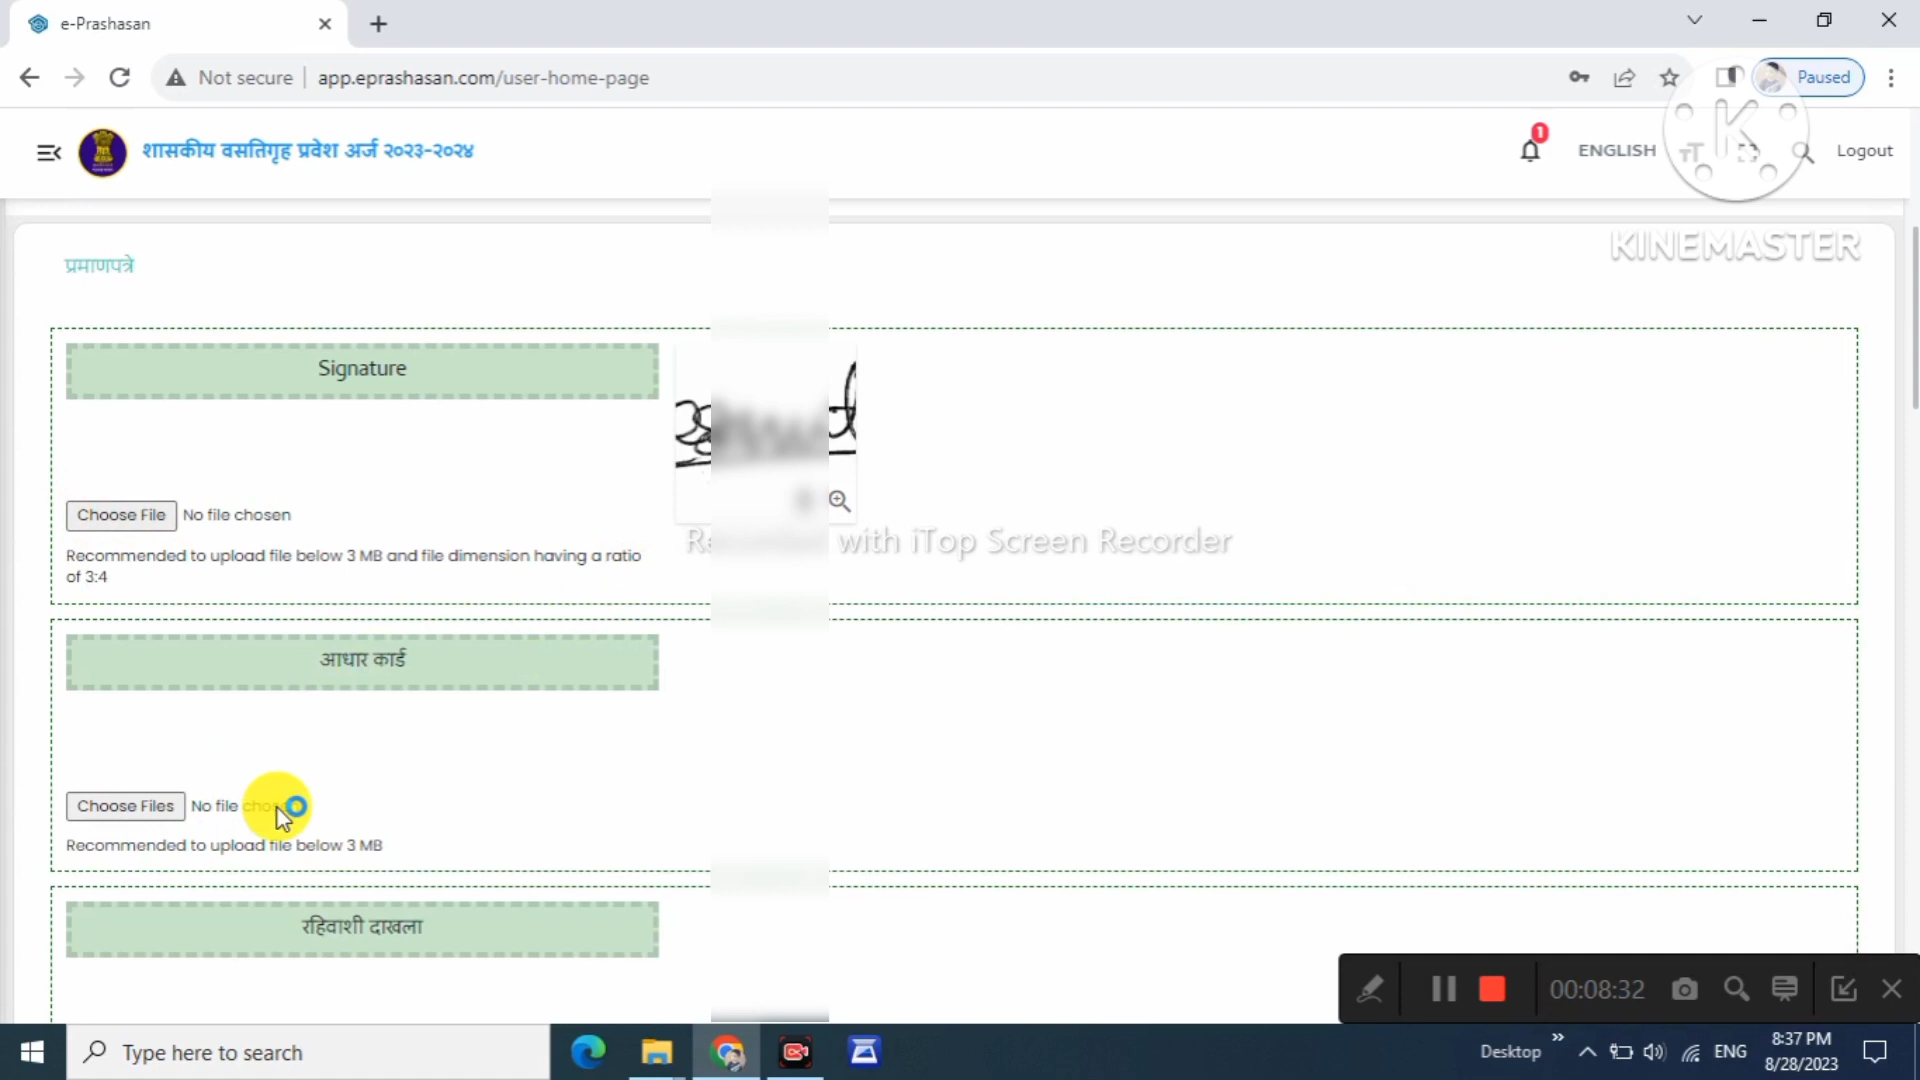 e-Prashasan
Not secure
app.eprashasan.com/user-home-page
Paused
शासकीय वसतिगृह प्रवेश अर्ज २०२३-२०२४
1
ENGLISH
Logout
KINEMASTER
प्रमाणपत्रे
Signature
Choose File No file chosen
Recommended to upload file below 3 MB and file dimension having a ratio
of 3:4
with iTop Screen Recorder
आधार कार्ड
Choose Files No file chosen
Recommended to upload file below 3 MB
रहिवाशी दाखला
00:08:32
Type here to search
Desktop
ENG
8:37 PM
8/28/2023